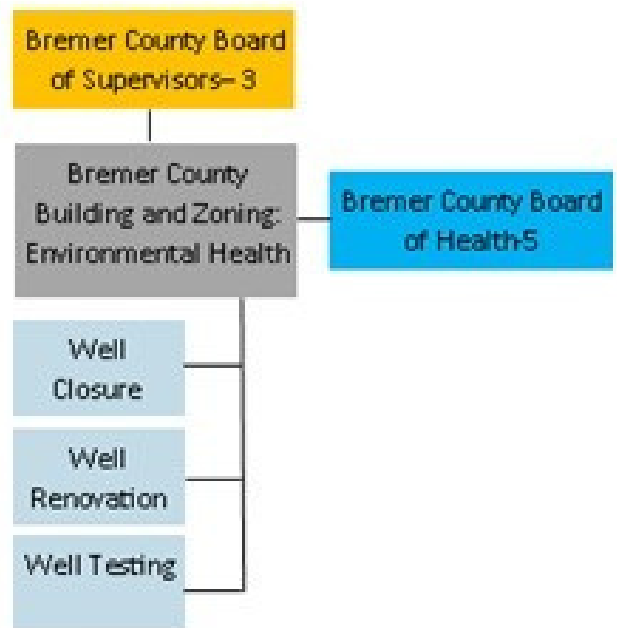 Bremer County Board
of Supervisors– 3
Bremer County
Building and Zoning:
Environmental Health
Bremer County Board
of Health-5
Well
Closure
Well
Renovation
Well Testing